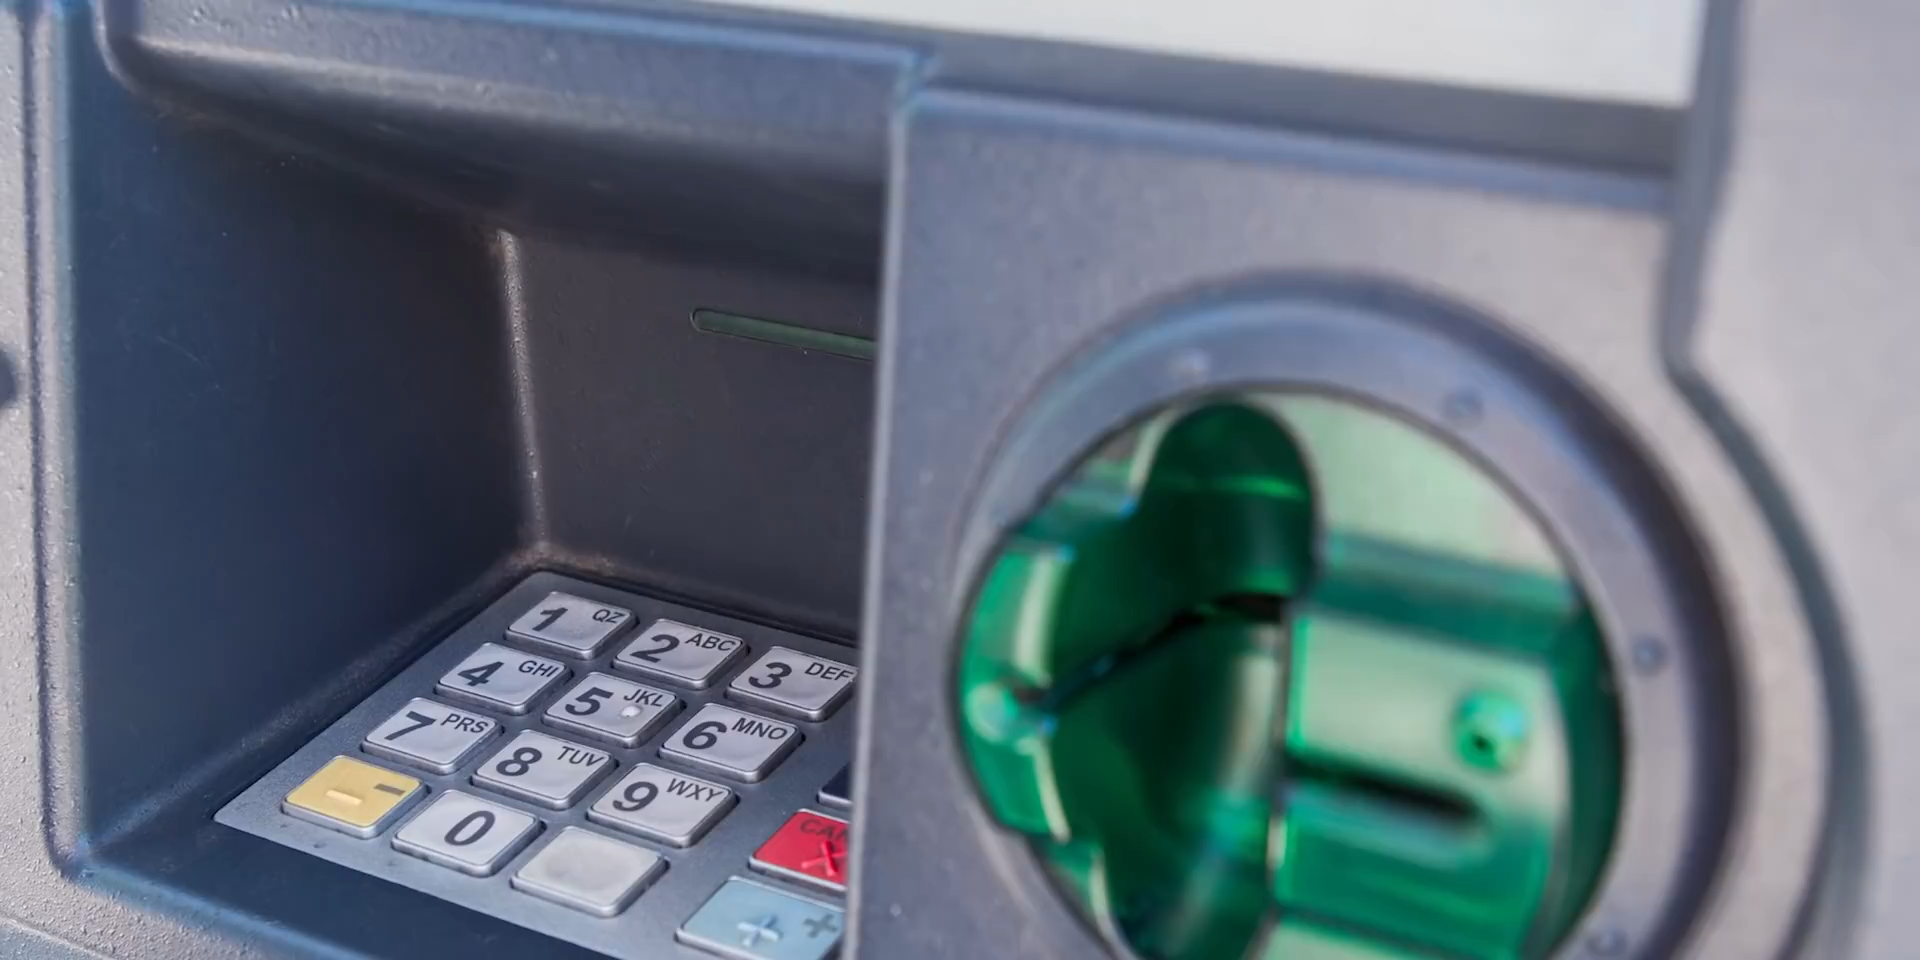 1 QZ
2 ABC
3 DEF
4 GHI
5 JKL
6 MNO
7 PRS
8 TUV
9 WXY
-
0
X
+